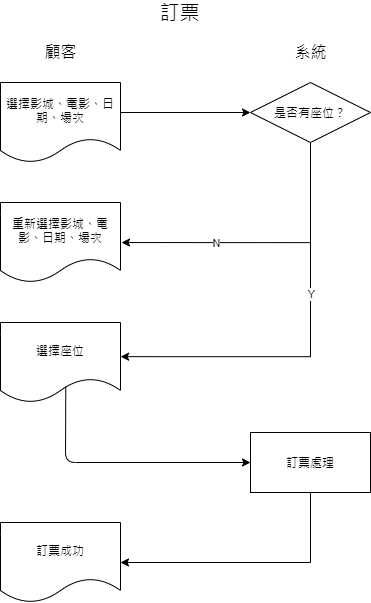 訂票
顧客
系統
選擇影城、電影、日
期、場次
是否有座位？
重新選擇影城、電
影、日期、場次
N
Y
選擇座位
訂票處理
訂票成功